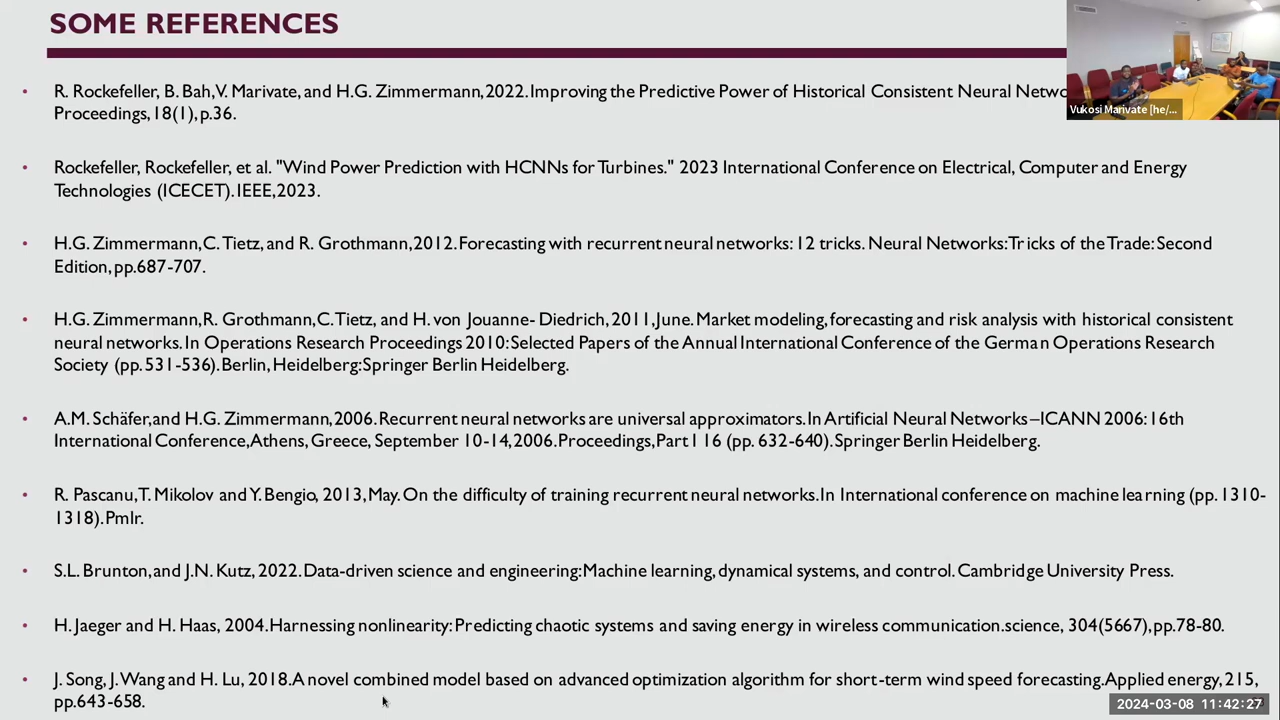 SOME REFERENCES
• R. Rockefeller, B. Bah, V. Marivate, and H.G. Zimmermann, 2022. Improving the Predictive Power of Historical Consistent Neural
Proceedings, 18(1), p.36.
• Rockefeller, Rockefeller, et al. "Wind Power Prediction with HCNNs for Turbines." 2023 International Conference on Electrical, Computer and Energy
Technologies (ICECET). IEEE, 2023.
• H.G. Zimmermann, C. Tietz, and R. Grothmann, 2012. Forecasting with recurrent neural networks: 12 tricks. Neural Networks: Tricks of the Trade: Second
Edition, pp.687-707.
• H.G. Zimmermann, R. Grothmann, C. Tietz, and H. von Jouanne- Diedrich, 2011, June. Market modeling, forecasting and risk analysis with historical consistent
neural networks. In Operations Research Proceedings 2010: Selected Papers of the Annual International Conference of the German Operations Research
Society (pp. 531-536). Berlin, Heidelberg: Springer Berlin Heidelberg.
• A.M. Schäfer, and H.G. Zimmermann, 2006. Recurrent neural networks are universal approximators. In Artificial Neural Networks –ICANN 2006: 16th
International Conference, Athens, Greece, September 10-14, 2006. Proceedings, Part I 16 (pp. 632-640). Springer Berlin Heidelberg.
• R. Pascanu, T. Mikolov and Y. Bengio, 2013, May. On the difficulty of training recurrent neural networks. In International conference on machine learning (pp. 1310-
1318). Pmlr.
• S.L. Brunton, and J.N. Kutz, 2022. Data-driven science and engineering: Machine learning, dynamical systems, and control. Cambridge University Press.
• H. Jaeger and H. Haas, 2004. Harnessing nonlinearity: Predicting chaotic systems and saving energy in wireless communication. science, 304(5667), pp.78-80.
• J. Song, J. Wang and H. Lu, 2018. A novel combined model based on advanced optimization algorithm for short-term wind speed forecasting. Applied energy, 215,
pp.643-658.
Vukosi Marivate [he/...
2024-03-08 11:42:27